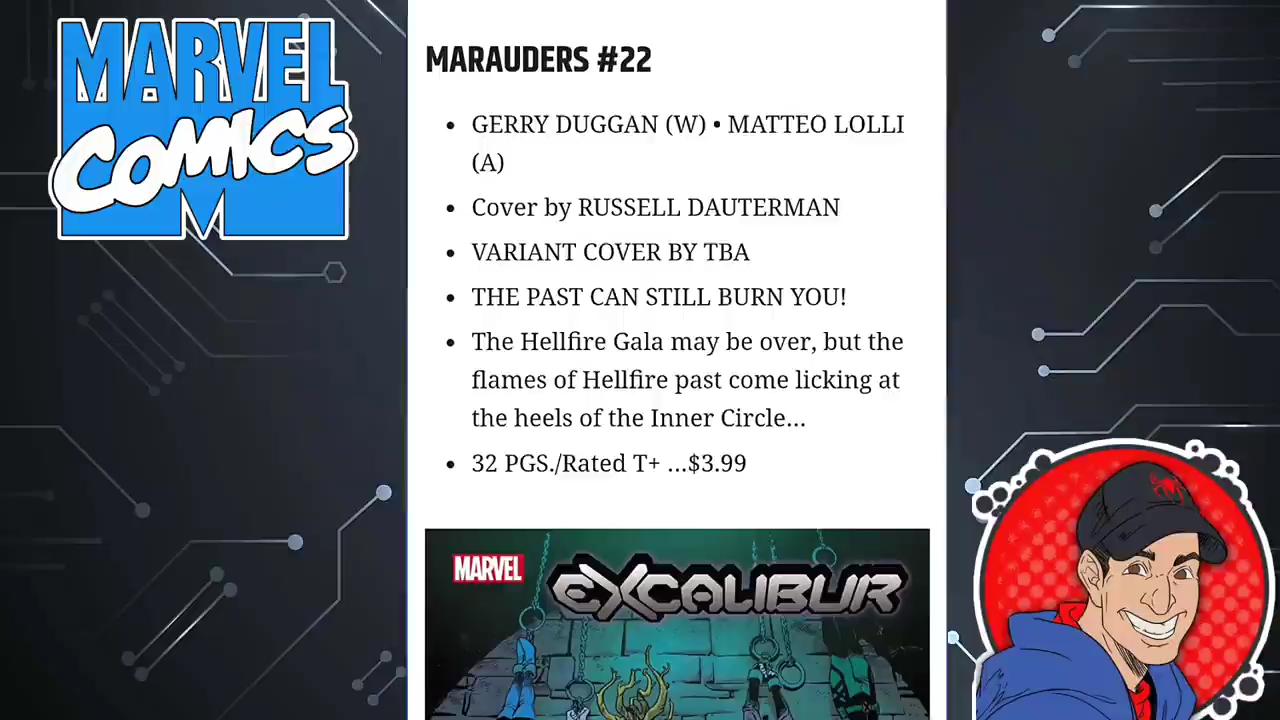 MARVEL
COMICS
M
MARAUDERS #22
• GERRY DUGGAN (W) • MATTEO LOLLI
(A)
• Cover by RUSSELL DAUTERMAN
• VARIANT COVER BY TBA
• THE PAST CAN STILL BURN YOU!
• The Hellfire Gala may be over, but the
flames of Hellfire past come licking at
the heels of the Inner Circle...
• 32 PGS./Rated T+ ...$3.99
MARVEL
EXCALIBUR